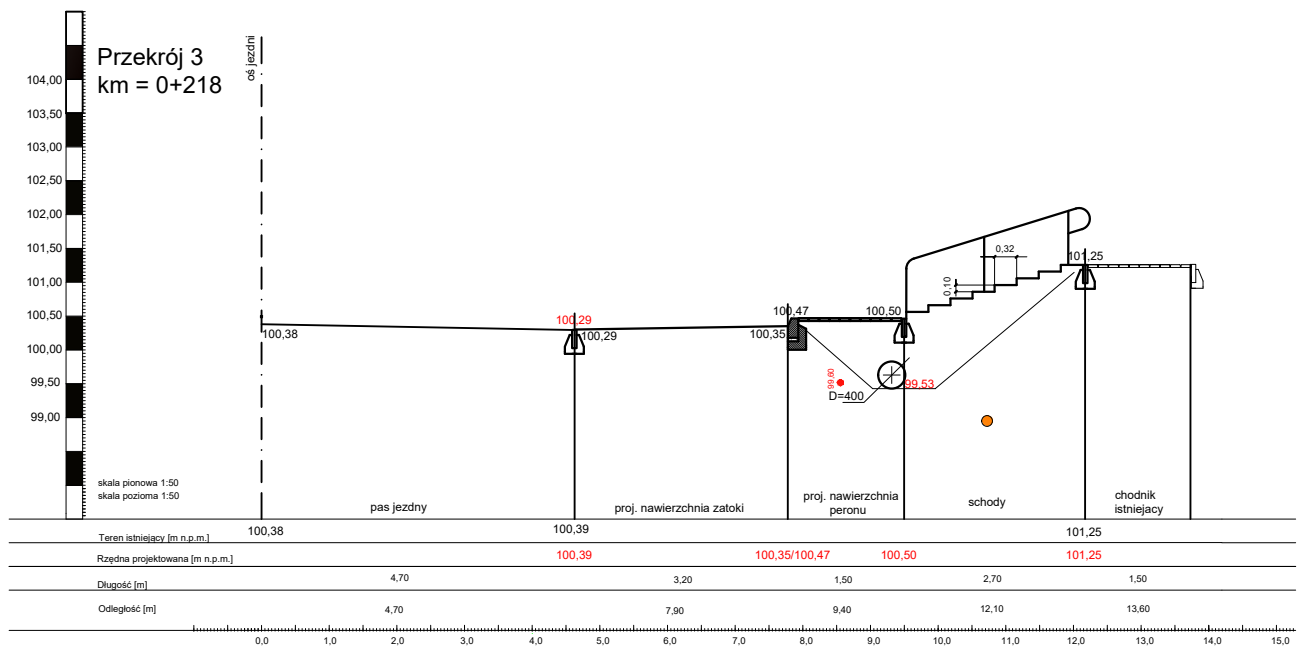 Przekrój 3
km = 0+218
oś jezdni
104,00
103,50
103,00
102,50
102,00
101,50
101,00
100,50
100,00
99,50
99,00
0,32
101,25
0,10
100,29
100,47
100,50
100,38
100,29
100,35
99,60
99,53
D=400
skala pionowa 1:50
skala pozioma 1:50
pas jezdny
proj. nawierzchnia zatoki
proj. nawierzchnia
peronu
schody
chodnik
istniejacy
Teren istniejący [m n.p.m.] 100,38 100,39 101,25
Rzędna projektowana [m n.p.m.] 100,39 100,35/100,47 100,50 101,25
Długość [m] 4,70 3,20 1,50 2,70 1,50
Odległość [m] 4,70 7,90 9,40 12,10 13,60
0,0 1,0 2,0 3,0 4,0 5,0 6,0 7,0 8,0 9,0 10,0 11,0 12,0 13,0 14,0 15,0